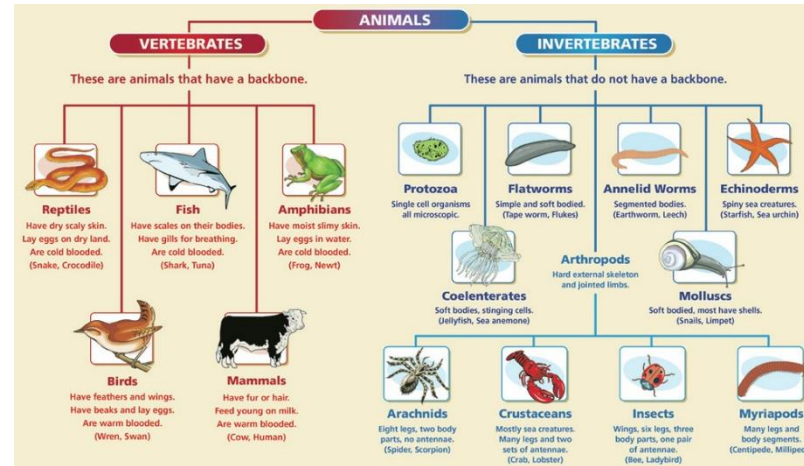 ANIMALS
VERTEBRATES
These are animals that have a backbone.
Reptiles
Have dry scaly skin.
Lay eggs on dry land.
Are cold blooded.
(Snake, Crocodile)
Fish
Have scales on their bodies.
Have gills for breathing.
Are cold blooded.
(Shark, Tuna)
Amphibians
Have moist slimy skin.
Lay eggs in water.
Are cold blooded.
(Frog, Newt)
Birds
Have feathers and wings.
Have beaks and lay eggs.
Are warm blooded.
(Wren, Swan)
Mammals
Have fur or hair.
Feed young on milk.
Are warm blooded.
(Cow, Human)
INVERTEBRATES
These are animals that do not have a backbone.
Protozoa
Single cell organisms
all microscopic.
Flatworms
Simple and soft bodied.
(Tape worm, Flukes)
Annelid Worms
Segmented bodies.
(Earthworm, Leech)
Echinoderms
Spiny sea creatures.
(Starfish, Sea urchin)
Coelenterates
Soft bodies, stinging cells.
(Jellyfish, Sea anemone)
Arthropods
Hard external skeleton
and jointed limbs.
Molluscs
Soft bodied, most have shells.
(Snails, Limpet)
Arachnids
Eight legs, two body
parts, no antennae.
(Spider, Scorpion)
Crustaceans
Mostly sea creatures.
Many legs and two
sets of antennae.
(Crab, Lobster)
Insects
Wings, six legs, three
body parts, one pair
of antennae.
(Bee, Ladybird)
Myriapods
Many legs and
body segments.
(Centipede, Milliped